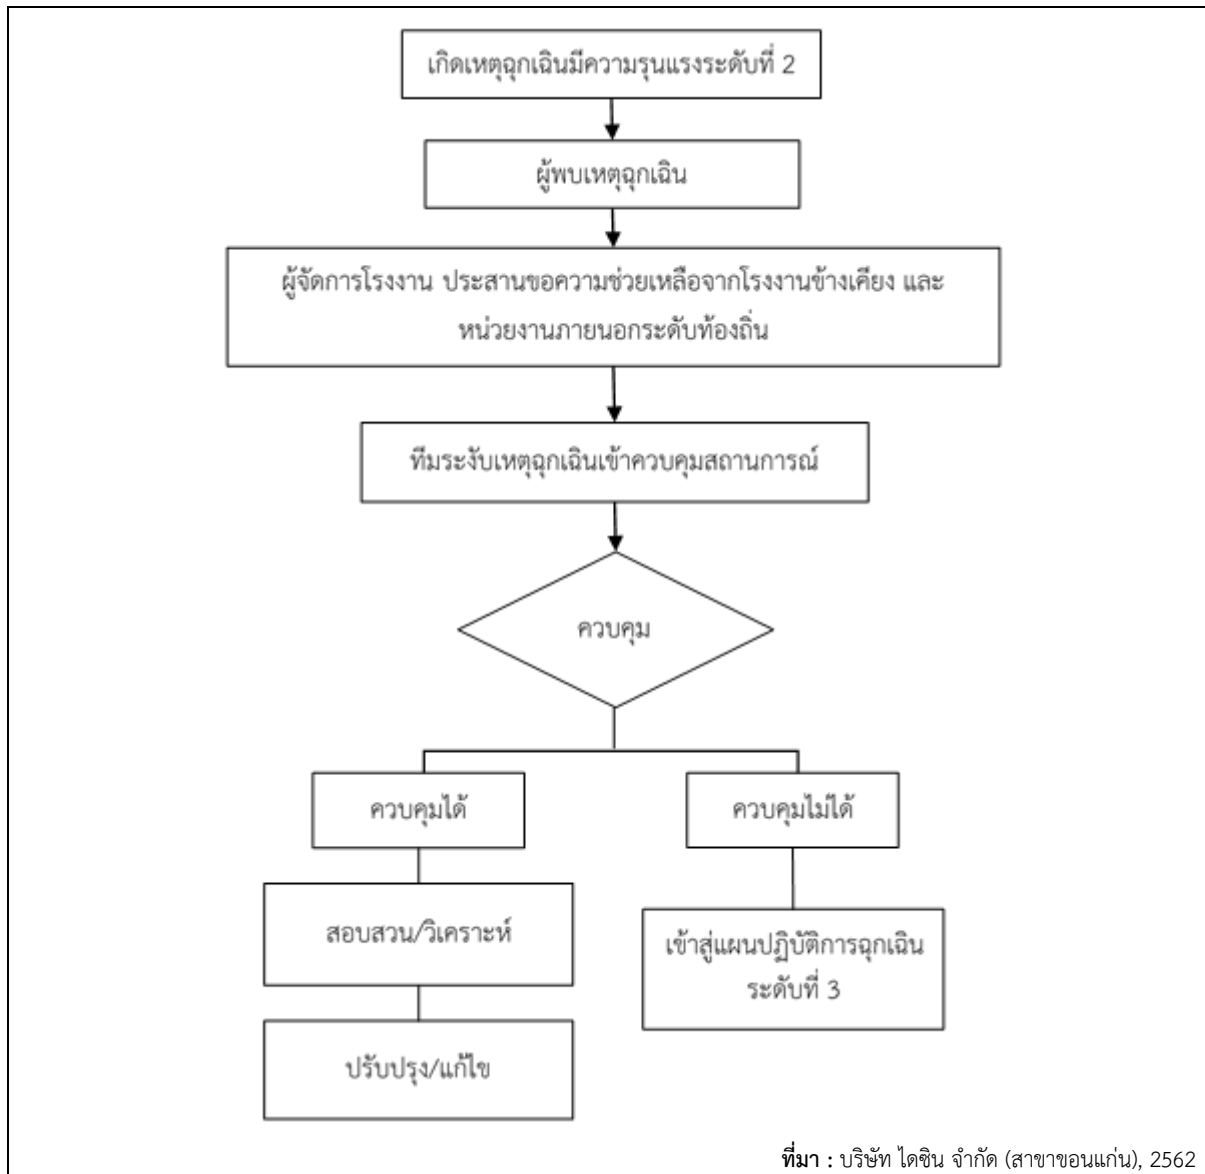 เกิดเหตุฉุกเฉินมีความรุนแรงระดับที่ 2
ผู้พบเหตุฉุกเฉิน
ผู้จัดการโรงงาน ประสานขอความช่วยเหลือจากโรงงานข้างเคียง และ
หน่วยงานภายนอกระดับท้องถิ่น
ทีมระงับเหตุฉุกเฉินเข้าควบคุมสถานการณ์
ควบคุม
ควบคุมได้
ควบคุมไม่ได้
สอบสวน/วิเคราะห์
เข้าสู่แผนปฏิบัติการฉุกเฉิน
ระดับที่ 3
ปรับปรุง/แก้ไข
ที่มา : บริษัท ไดซิน จำกัด (สาขาขอนแก่น), 2562